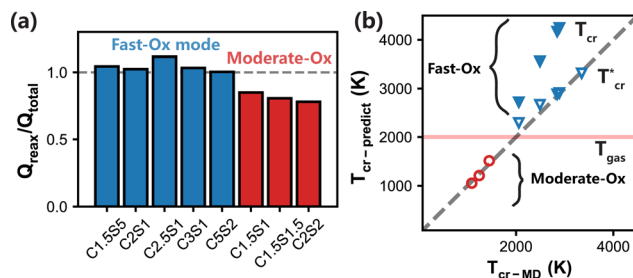 (a)
Fast-Ox mode
Moderate-Ox
Q_reax/Q_total
1.0
0.5
0.0
C1.5S5
C2S1
C2.5S1
C3S1
C5S2
C1.5S1
C1.5S1.5
C2S2
(b)
T_cr-predict (K)
4000
3000
2000
1000
Fast-Ox
T_cr
T*_cr
T_gas
Moderate-Ox
2000
4000
T_cr-MD (K)